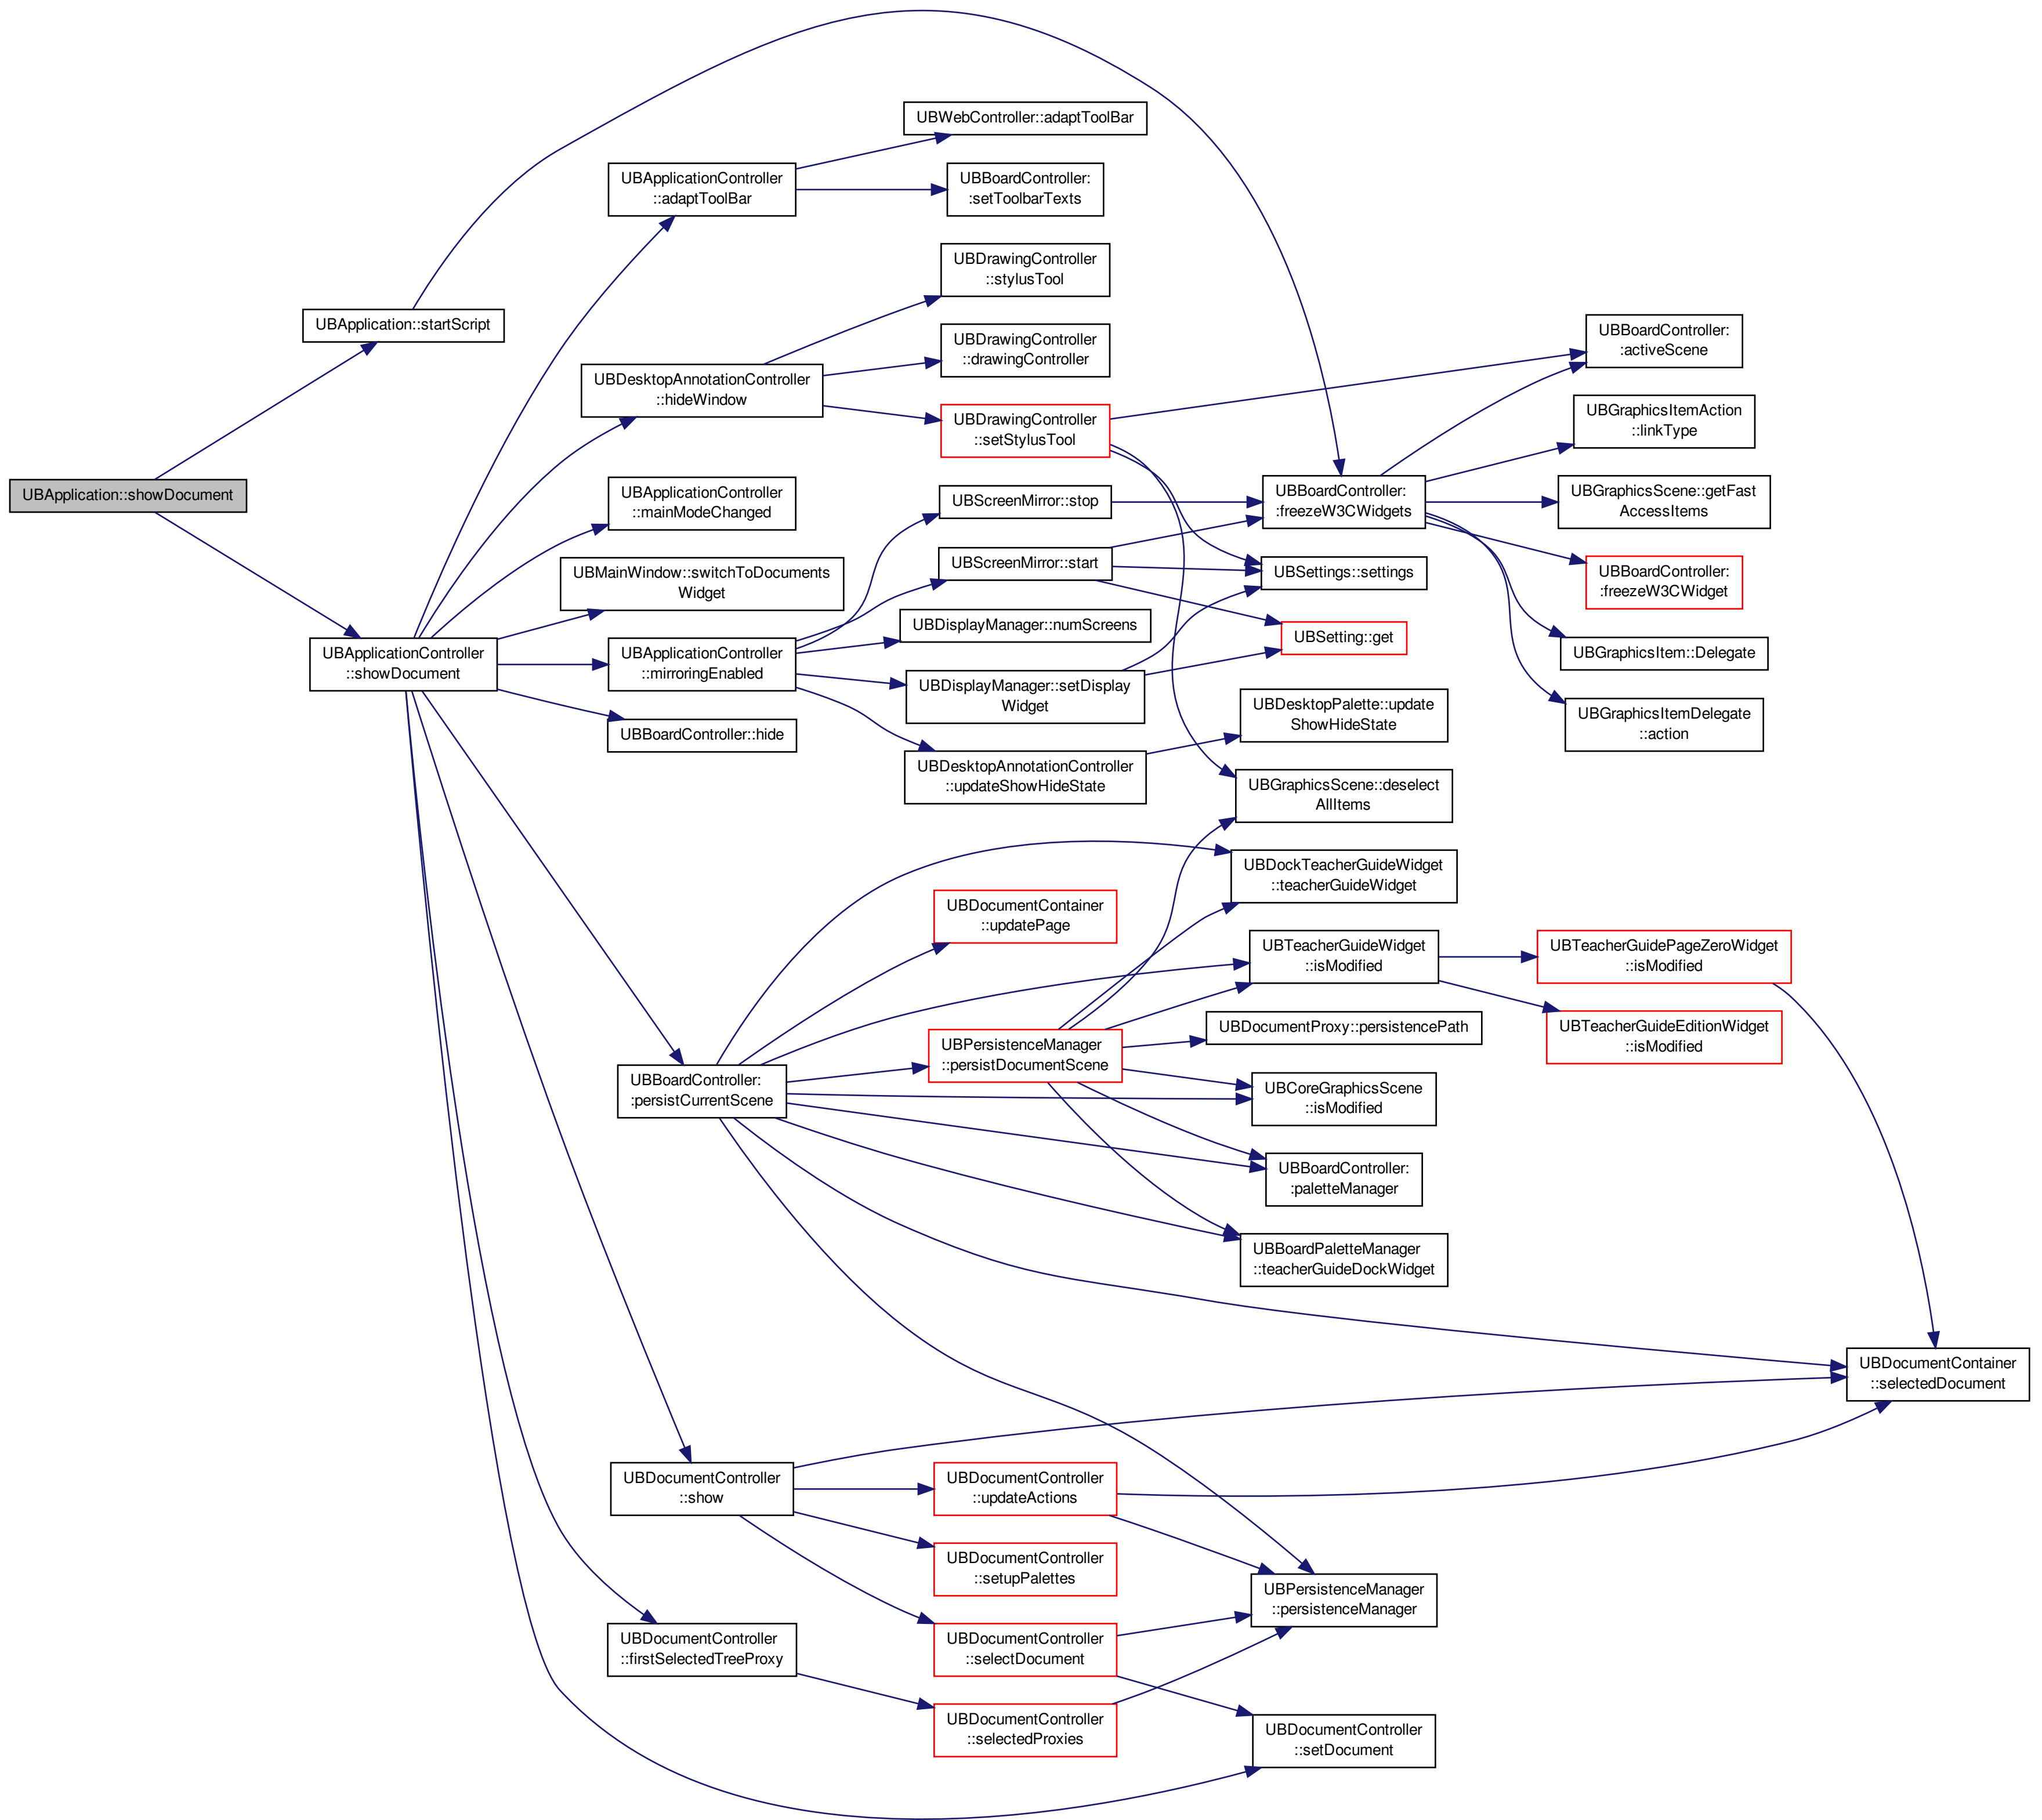 UBApplication::showDocument
UBApplication::startScript
UBApplicationController
::showDocument
UBApplicationController
::adaptToolBar
UBDesktopAnnotationController
::hideWindow
UBApplicationController
::mainModeChanged
UBMainWindow::switchToDocuments
Widget
UBApplicationController
::mirroringEnabled
UBBoardController::hide
UBBoardController:
:persistCurrentScene
UBDocumentController
::show
UBDocumentController
::firstSelectedTreeProxy
UBWebController::adaptToolBar
UBBoardController:
:setToolbarTexts
UBDrawingController
::stylusTool
UBDrawingController
::drawingController
UBDrawingController
::setStylusTool
UBScreenMirror::stop
UBScreenMirror::start
UBDisplayManager::numScreens
UBDisplayManager::setDisplay
Widget
UBDesktopAnnotationController
::updateShowHideState
UBDocumentContainer
::updatePage
UBPersistenceManager
::persistDocumentScene
UBDocumentController
::updateActions
UBDocumentController
::setupPalettes
UBDocumentController
::selectDocument
UBDocumentController
::selectedProxies
UBBoardController:
:freezeW3CWidgets
UBSettings::settings
UBSetting::get
UBDesktopPalette::update
ShowHideState
UBGraphicsScene::deselect
AllItems
UBDockTeacherGuideWidget
::teacherGuideWidget
UBTeacherGuideWidget
::isModified
UBDocumentProxy::persistencePath
UBCoreGraphicsScene
::isModified
UBBoardController:
:paletteManager
UBBoardPaletteManager
::teacherGuideDockWidget
UBPersistenceManager
::persistenceManager
UBDocumentController
::setDocument
UBBoardController:
:activeScene
UBGraphicsItemAction
::linkType
UBGraphicsScene::getFast
AccessItems
UBBoardController:
:freezeW3CWidget
UBGraphicsItem::Delegate
UBGraphicsItemDelegate
::action
UBTeacherGuidePageZeroWidget
::isModified
UBTeacherGuideEditionWidget
::isModified
UBDocumentContainer
::selectedDocument